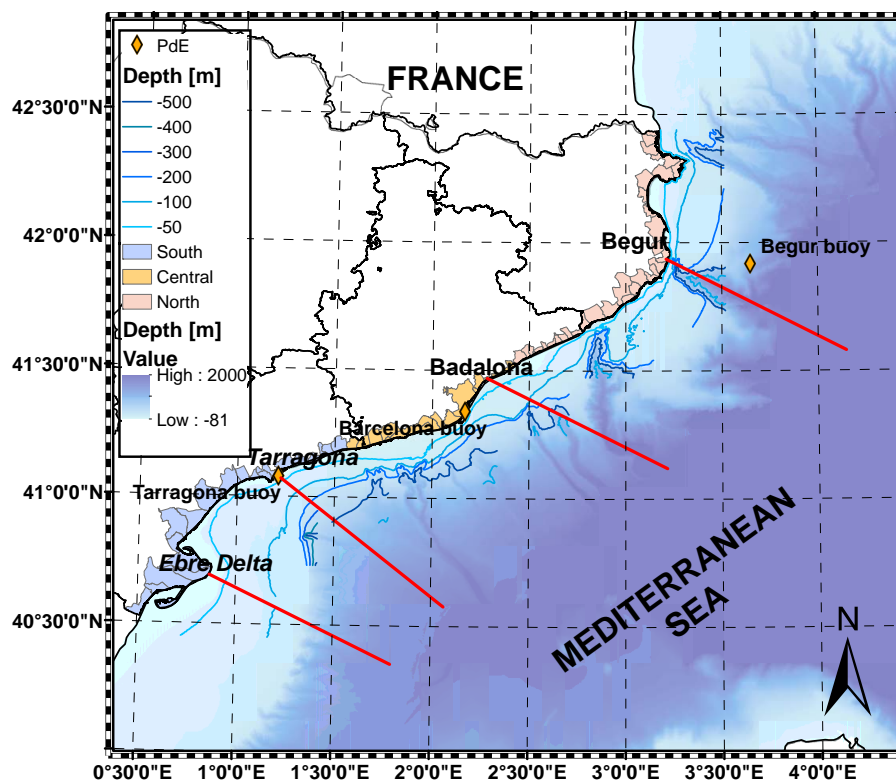 PdE
Depth [m]
-500
-400
-300
-200
-100
-50
South
Central
North
Depth [m]
Value
High : 2000
Low : -81
FRANCE
Begur
Begur buoy
Badalona
Barcelona buoy
Tarragona
Tarragona buoy
Ebre Delta
MEDITERRANEAN
SEA
N
42°30'0"N
42°0'0"N
41°30'0"N
41°0'0"N
40°30'0"N
0°30'0"E
1°0'0"E
1°30'0"E
2°0'0"E
2°30'0"E
3°0'0"E
3°30'0"E
4°0'0"E